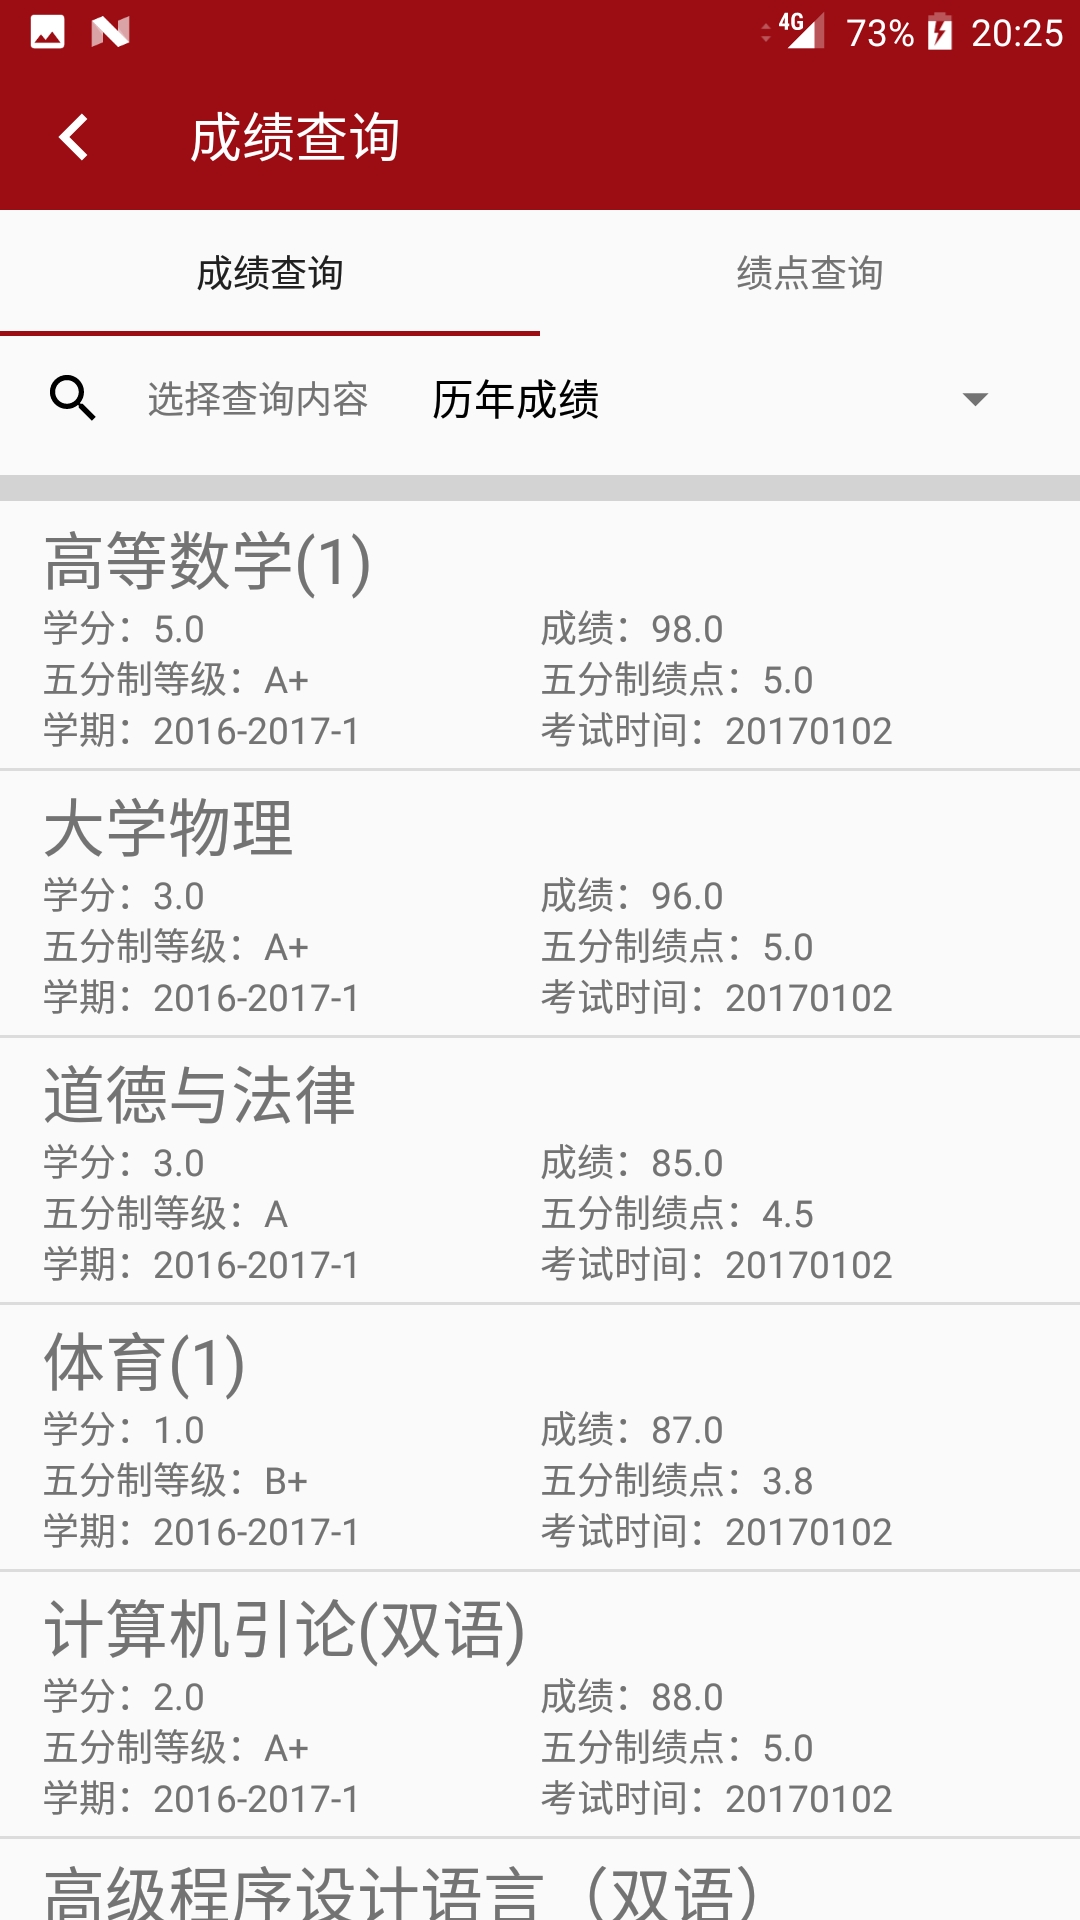 4G 73% 20:25
成绩查询
成绩查询 绩点查询
选择查询内容 历年成绩
高等数学(1)
学分：5.0 成绩：98.0
五分制等级：A+ 五分制绩点：5.0
学期：2016-2017-1 考试时间：20170102
大学物理
学分：3.0 成绩：96.0
五分制等级：A+ 五分制绩点：5.0
学期：2016-2017-1 考试时间：20170102
道德与法律
学分：3.0 成绩：85.0
五分制等级：A 五分制绩点：4.5
学期：2016-2017-1 考试时间：20170102
体育(1)
学分：1.0 成绩：87.0
五分制等级：B+ 五分制绩点：3.8
学期：2016-2017-1 考试时间：20170102
计算机引论(双语)
学分：2.0 成绩：88.0
五分制等级：A+ 五分制绩点：5.0
学期：2016-2017-1 考试时间：20170102
高级程序设计语言（双语）